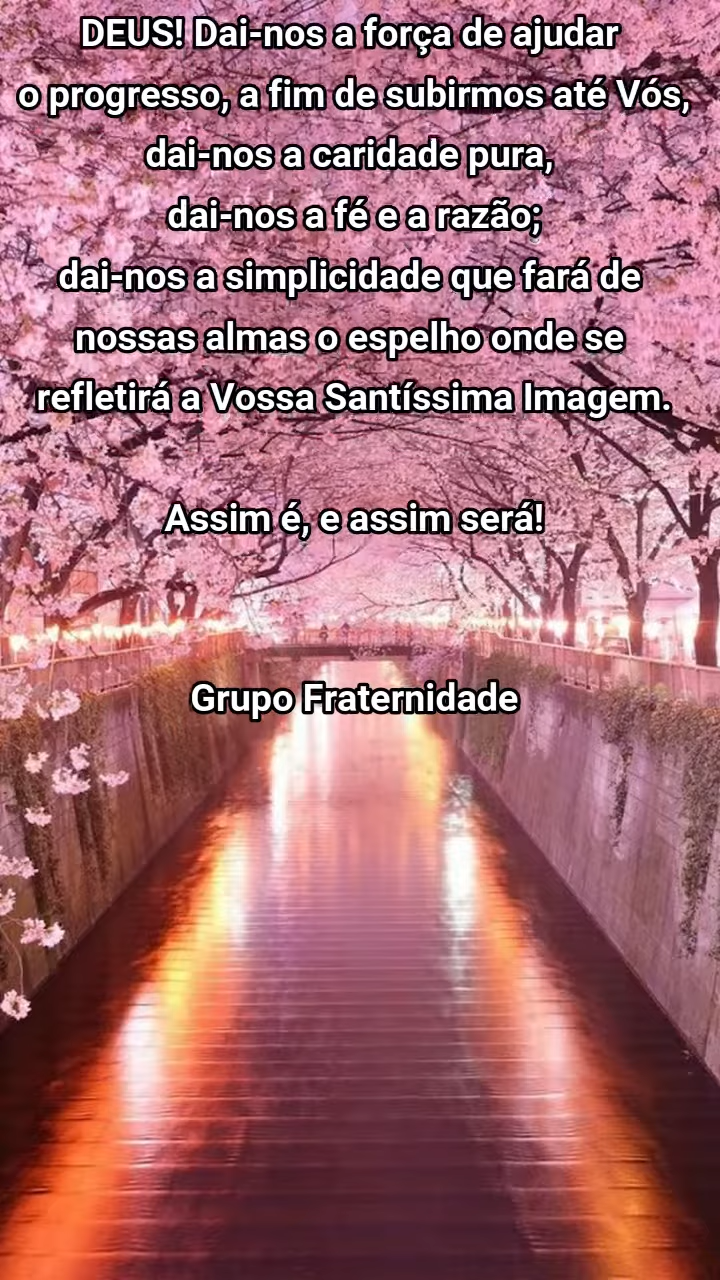 DEUS! Dai-nos a força de ajudar
o progresso, a fim de subirmos até Vós,
dai-nos a caridade pura,
dai-nos a fé e a razão;
dai-nos a simplicidade que fará de
nossas almas o espelho onde se
refletirá a Vossa Santíssima Imagem.
Assim é, e assim será!
Grupo Fraternidade